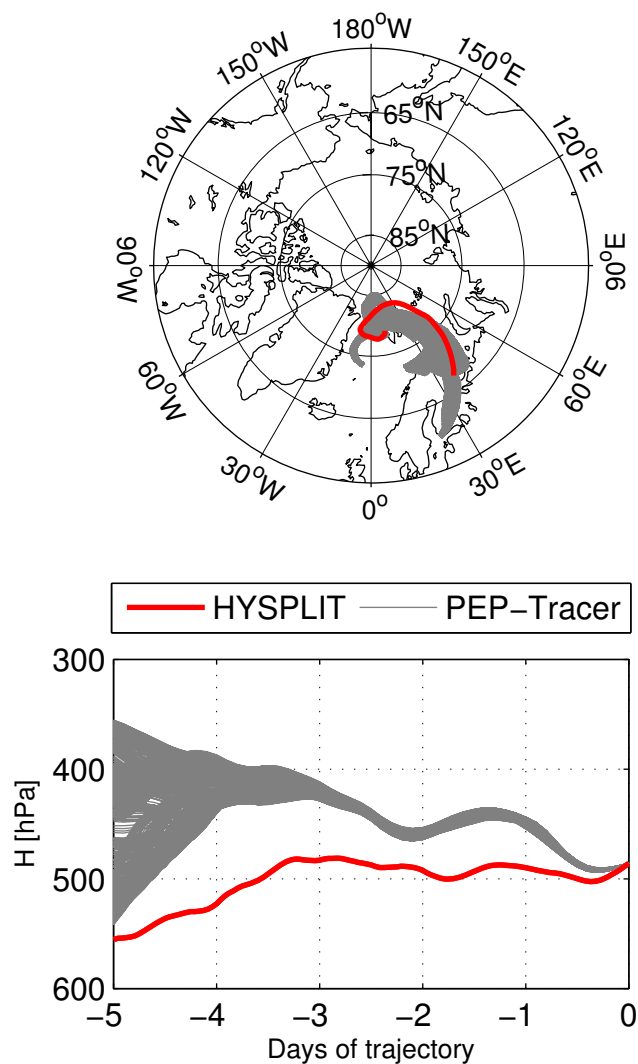 180°W
150°W
150°E
120°W
120°E
65°N
75°N
85°N
90°W
90°E
60°W
60°E
30°W
30°E
0°
HYSPLIT PEP-Tracer
300
400
500
600
H [hPa]
-5 -4 -3 -2 -1 0
Days of trajectory